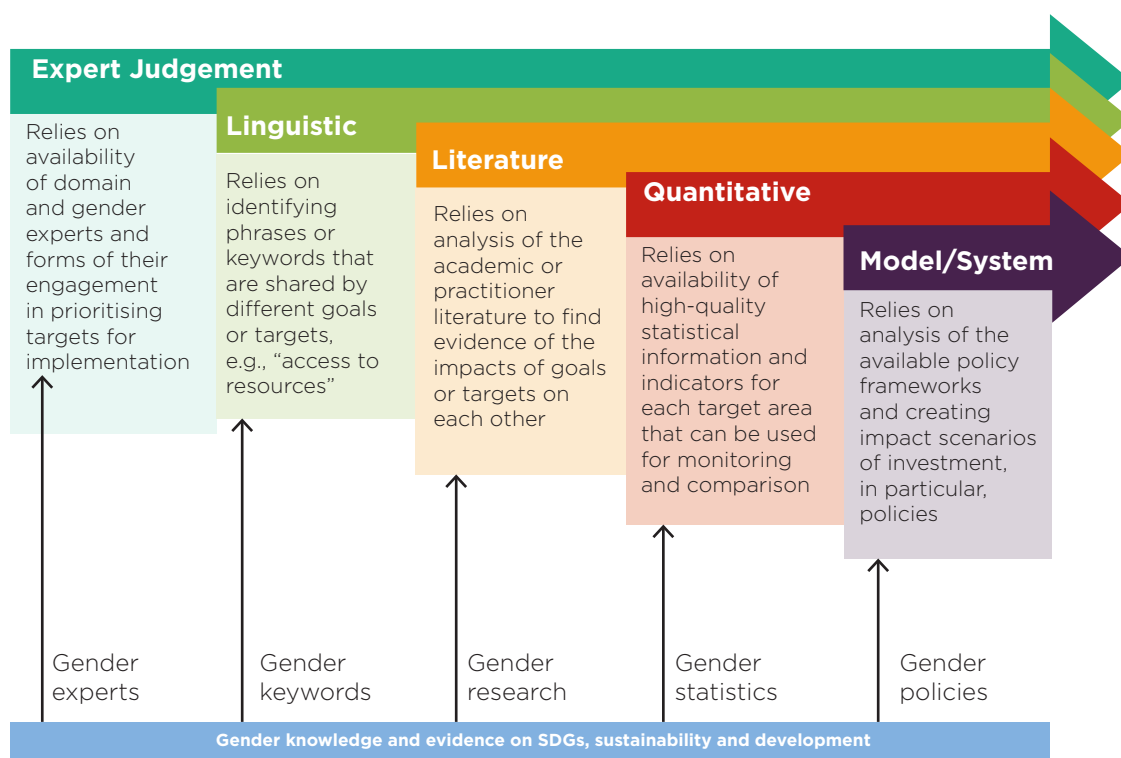 Expert Judgement
Relies on
availability
of domain
and gender
experts and
forms of their
engagement
in prioritising
targets for
implementation
Linguistic
Relies on
identifying
phrases or
keywords that
are shared by
different goals
or targets,
e.g., “access to
resources”
Literature
Relies on
analysis of the
academic or
practitioner
literature to find
evidence of the
impacts of goals
or targets on
each other
Quantitative
Relies on
availability of
high-quality
statistical
information and
indicators for
each target area
that can be used
for monitoring
and comparison
Model/System
Relies on
analysis of the
available policy
frameworks
and creating
impact scenarios
of investment,
in particular,
policies
Gender
experts
Gender
keywords
Gender
research
Gender
statistics
Gender
policies
Gender knowledge and evidence on SDGs, sustainability and development